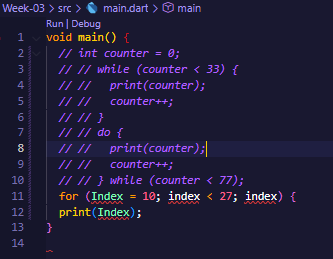 Week-03 > src > main.dart > main
Run | Debug
1 void main() {
2 // int counter = 0;
3 // // while (counter < 33) {
4 // // print(counter);
5 // // counter++;
6 // // }
7 // // do {
8 // // print(counter);
9 // // counter++;
10 // // } while (counter < 77);
11 for (Index = 10; index < 27; index) {
12 print(Index);
13 }
14